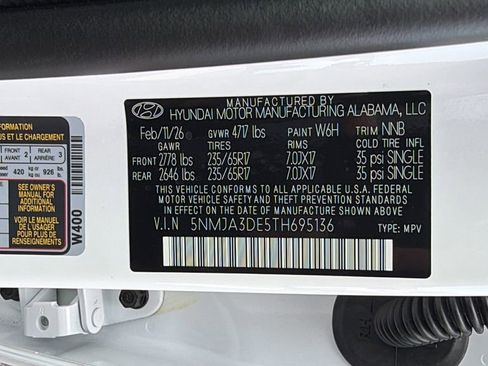 MANUFACTURED BY
HYUNDAI MOTOR MANUFACTURING ALABAMA, LLC
Feb/11/26 GVWR 4717 lbs PAINT W6H TRIM NNB
GAWR TIRES RIMS COLD TIRE INFL
FRONT 2778 lbs 235/65R17 7.0JX17 35 psi SINGLE
REAR 2646 lbs 235/65R17 7.0JX17 35 psi SINGLE
THIS VEHICLE CONFORMS TO ALL APPLICABLE U.S.A. FEDERAL
MOTOR VEHICLE SAFETY, BUMPER, AND THEFT
PREVENTION STANDARDS IN EFFECT ON THE DATE OF
MANUFACTURE SHOWN ABOVE.
V.I.N 5NMJA3DE5TH695136 TYPE: MPV
FORMATION
US ET LE CHARGEMENT
FRONT AVANT 2 REAR ARRIÈRE 3
420 kg 926 lbs.
SEE OWNER'S
MANUAL FOR
ADDITIONAL
INFORMATION
VOIR LE MANUEL
DE L'USAGER
POUR PLUS DE
RENSEIGNEMENTS
W400